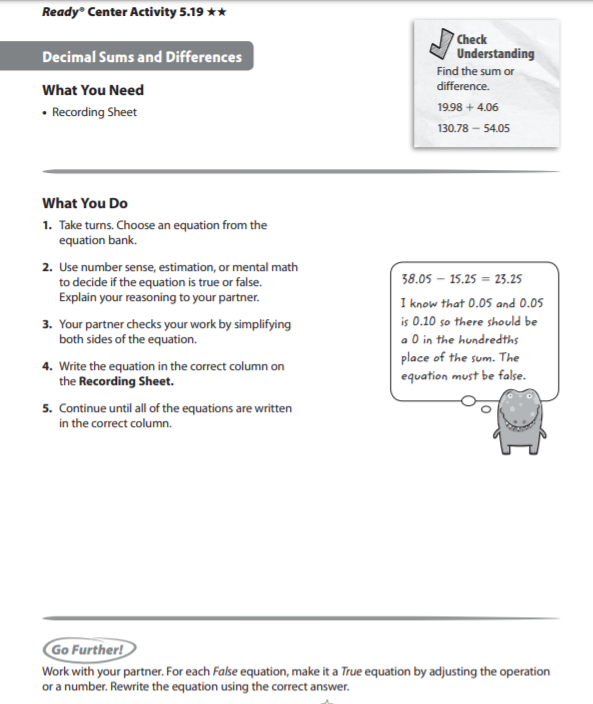 Ready® Center Activity 5.19 ★★
Check
Understanding
Find the sum or
difference.
19.98 + 4.06
130.78 − 54.05
Decimal Sums and Differences
What You Need
• Recording Sheet
What You Do
1. Take turns. Choose an equation from the
equation bank.
2. Use number sense, estimation, or mental math
to decide if the equation is true or false.
Explain your reasoning to your partner.
3. Your partner checks your work by simplifying
both sides of the equation.
4. Write the equation in the correct column on
the Recording Sheet.
5. Continue until all of the equations are written
in the correct column.
38.05 − 15.25 = 23.25
I know that 0.05 and 0.05
is 0.10 so there should be
a 0 in the hundredths
place of the sum. The
equation must be false.
Go Further!
Work with your partner. For each False equation, make it a True equation by adjusting the operation
or a number. Rewrite the equation using the correct answer.